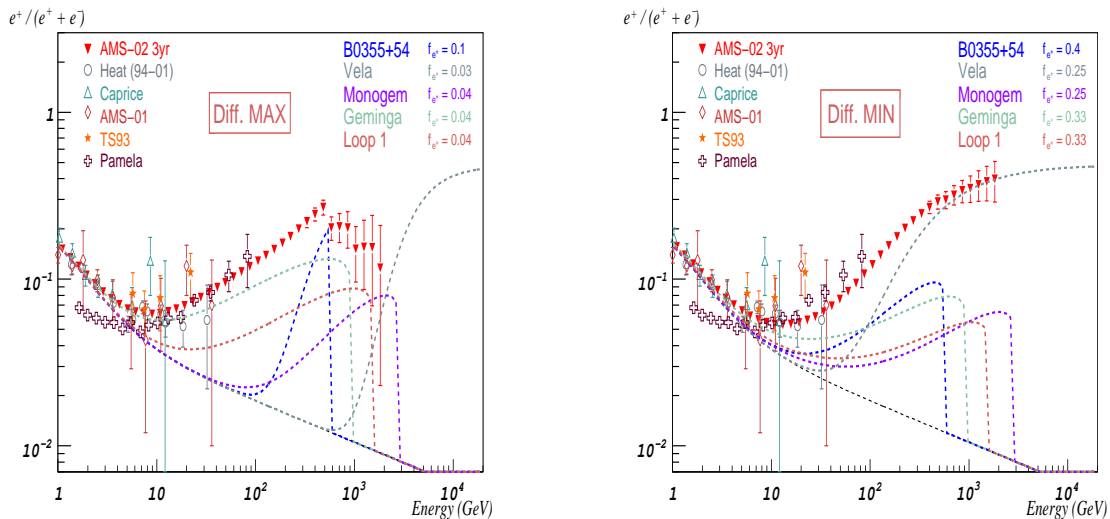 e⁺/(e⁺ + e⁻)
AMS−02 3yr
Heat (94−01)
Caprice
AMS−01
TS93
Pamela
Diff. MAX
B0355+54 f_e⁺ = 0.1
Vela f_e⁺ = 0.03
Monogem f_e⁺ = 0.04
Geminga f_e⁺ = 0.04
Loop 1 f_e⁺ = 0.04
1
10⁻¹
10⁻²
1 10 10² 10³ 10⁴
Energy (GeV)
e⁺/(e⁺ + e⁻)
AMS−02 3yr
Heat (94−01)
Caprice
AMS−01
TS93
Pamela
Diff. MIN
B0355+54 f_e⁺ = 0.4
Vela f_e⁺ = 0.25
Monogem f_e⁺ = 0.25
Geminga f_e⁺ = 0.33
Loop 1 f_e⁺ = 0.33
1
10⁻¹
10⁻²
1 10 10² 10³ 10⁴
Energy (GeV)